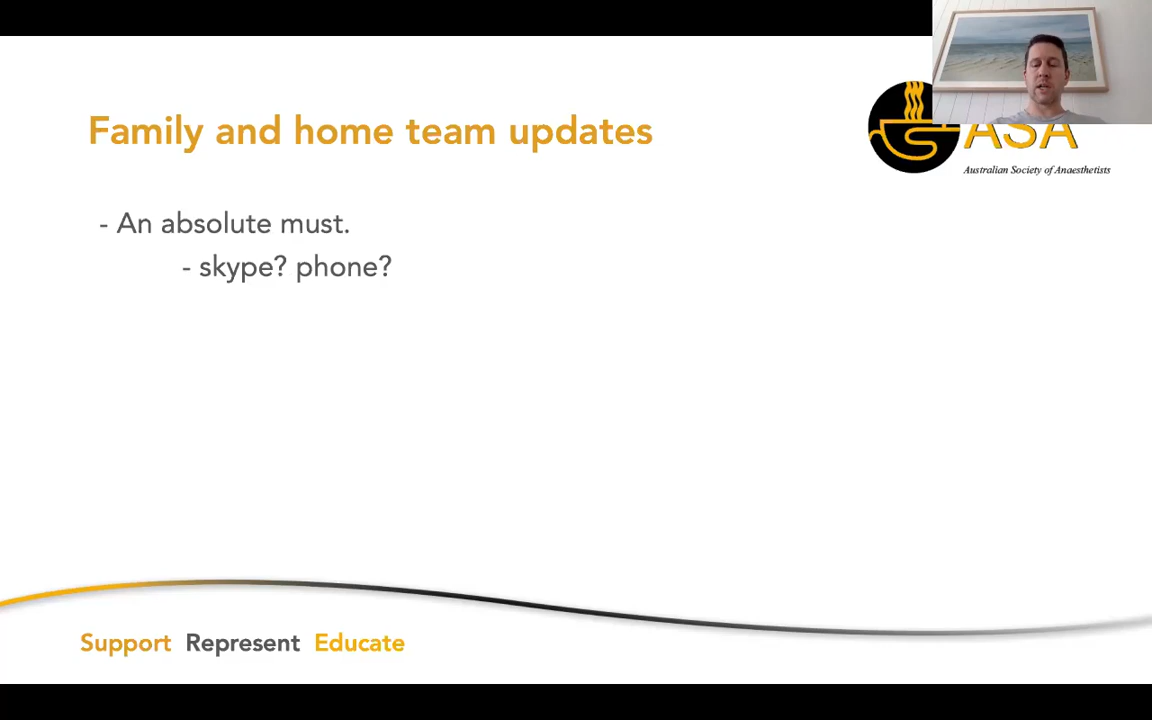 Family and home team updates
ASA
Australian Society of Anaesthetists
- An absolute must.
- skype? phone?
Support Represent Educate